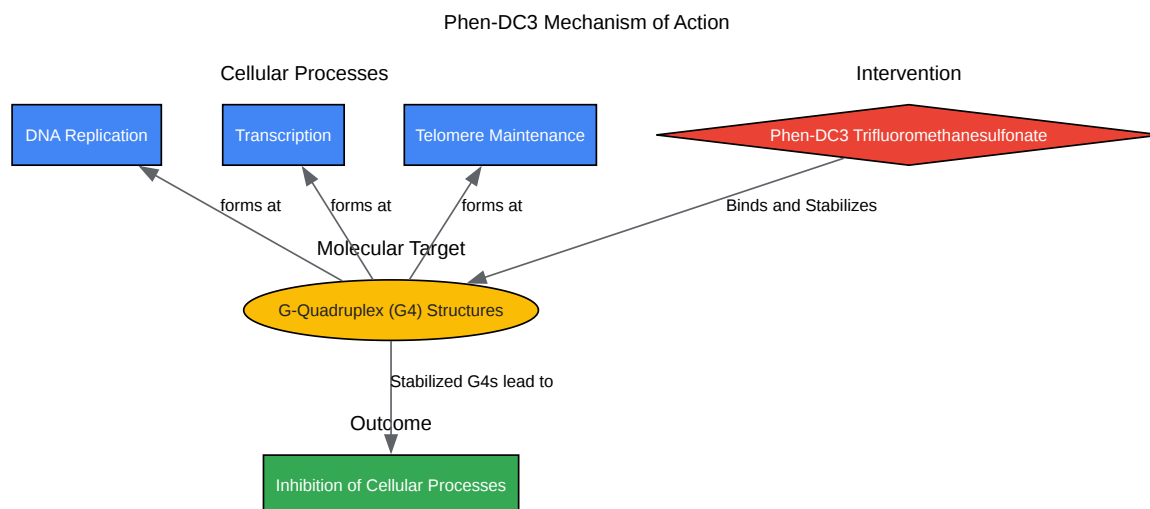 Phen-DC3 Mechanism of Action
Cellular Processes
Intervention
DNA Replication
Transcription
Telomere Maintenance
Phen-DC3 Trifluoromethanesulfonate
forms at
forms at
forms at
Binds and Stabilizes
Molecular Target
G-Quadruplex (G4) Structures
Stabilized G4s lead to
Outcome
Inhibition of Cellular Processes